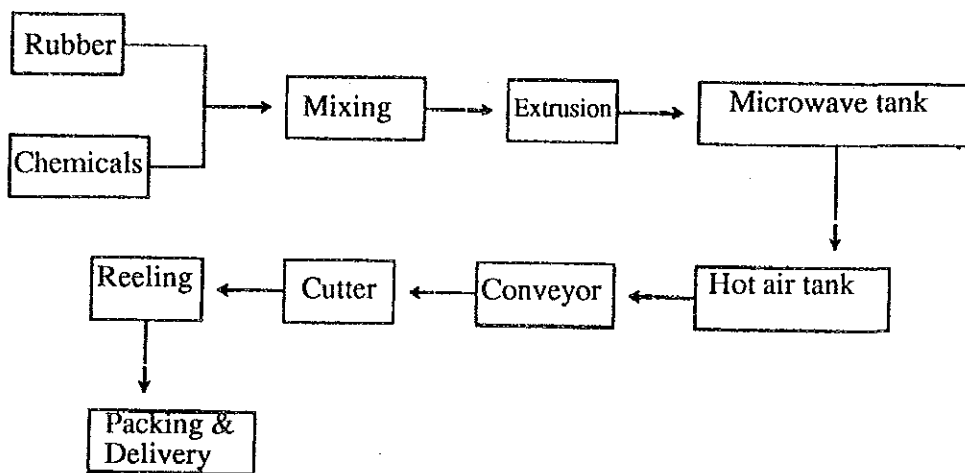 Rubber
Chemicals
Mixing
Extrusion
Microwave tank
Hot air tank
Conveyor
Cutter
Reeling
Packing &
Delivery